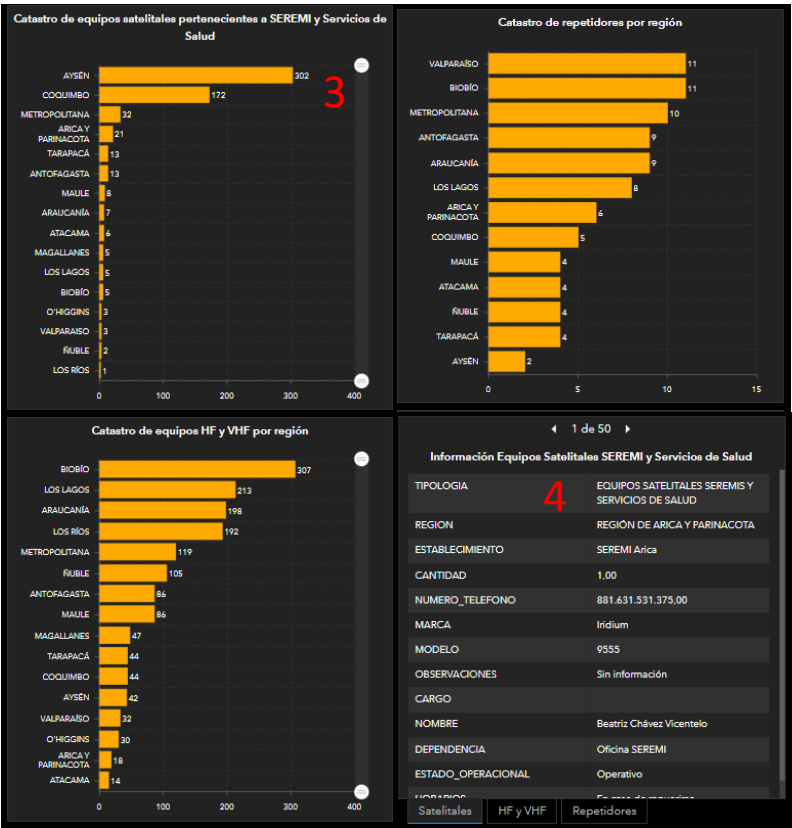 Catastro de equipos satelitales pertenecientes a SEREMI y Servicios de
Salud
3
AYSÉN 302
COQUIMBO 172
METROPOLITANA 32
ARICA Y
PARINACOTA 21
TARAPACÁ 13
ANTOFAGASTA 13
MAULE 8
ARAUCANÍA 7
ATACAMA 6
MAGALLANES 5
LOS LAGOS 5
BIOBÍO 5
O'HIGGINS 3
VALPARAISO 3
ÑUBLE 2
LOS RÍOS 1
0 100 200 300 400
Catastro de repetidores por región
VALPARAÍSO 11
BIOBÍO 11
METROPOLITANA 10
ANTOFAGASTA 9
ARAUCANÍA 9
LOS LAGOS 8
ARICA Y
PARINACOTA 6
COQUIMBO 5
MAULE 4
ATACAMA 4
ÑUBLE 4
TARAPACÁ 4
AYSÉN 2
0 5 10 15
Catastro de equipos HF y VHF por región
BIOBÍO 307
LOS LAGOS 213
ARAUCANÍA 198
LOS RÍOS 192
METROPOLITANA 119
ÑUBLE 105
ANTOFAGASTA 86
MAULE 86
MAGALLANES 47
TARAPACÁ 44
COQUIMBO 44
AYSÉN 42
VALPARAÍSO 32
O'HIGGINS 30
ARICA Y
PARINACOTA 18
ATACAMA 14
0 100 200 300 400
1 de 50
Información Equipos Satelitales SEREMI y Servicios de Salud
4
TIPOLOGIA EQUIPOS SATELITALES SEREMIS Y
SERVICIOS DE SALUD
REGION REGIÓN DE ARICA Y PARINACOTA
ESTABLECIMIENTO SEREMI Arica
CANTIDAD 1,00
NUMERO_TELEFONO 881.631.531.375,00
MARCA Iridium
MODELO 9555
OBSERVACIONES Sin información
CARGO
NOMBRE Beatriz Chávez Vicentelo
DEPENDENCIA Oficina SEREMI
ESTADO_OPERACIONAL Operativo
HORARIOS En caso de
Satelitales HF y VHF Repetidores